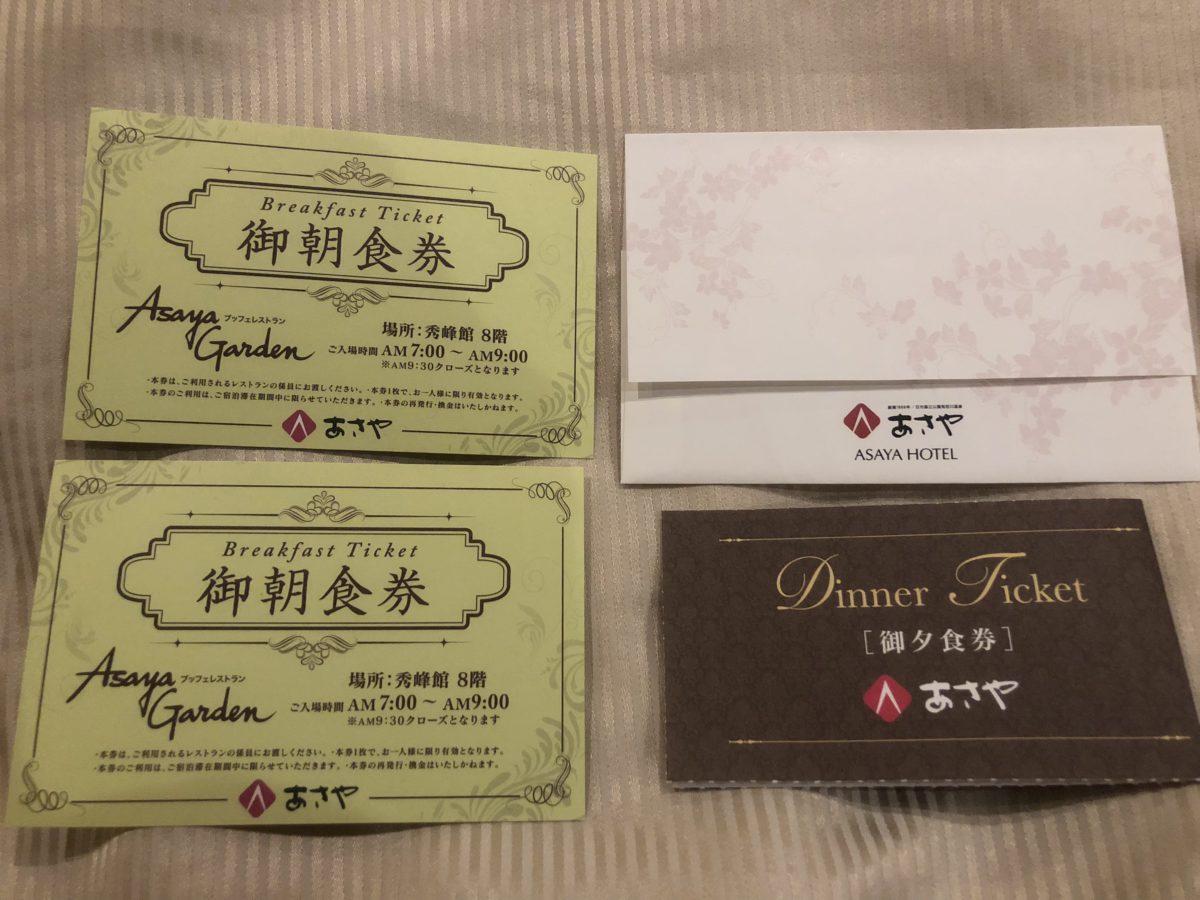 Breakfast Ticket
御朝食券
Asaya ブッフェレストラン
Garden
場所:秀峰館 8階
ご入場時間 AM 7:00 ～ AM9:00
※AM9:30クローズとなります
・本券は、ご利用されるレストランの係員にお渡しください。・本券1枚で、お一人様に限り有効となります。
・本券のご利用は、ご宿泊滞在期間中に限らせていただきます。・本券の再発行・換金はいたしかねます。
あさや
Breakfast Ticket
御朝食券
Asaya ブッフェレストラン
Garden
場所:秀峰館 8階
ご入場時間 AM 7:00 ～ AM9:00
※AM9:30クローズとなります
・本券は、ご利用されるレストランの係員にお渡しください。・本券1枚で、お一人様に限り有効となります。
・本券のご利用は、ご宿泊滞在期間中に限らせていただきます。・本券の再発行・換金はいたしかねます。
あさや
あさや
ASAYA HOTEL
Dinner Ticket
[御夕食券]
あさや